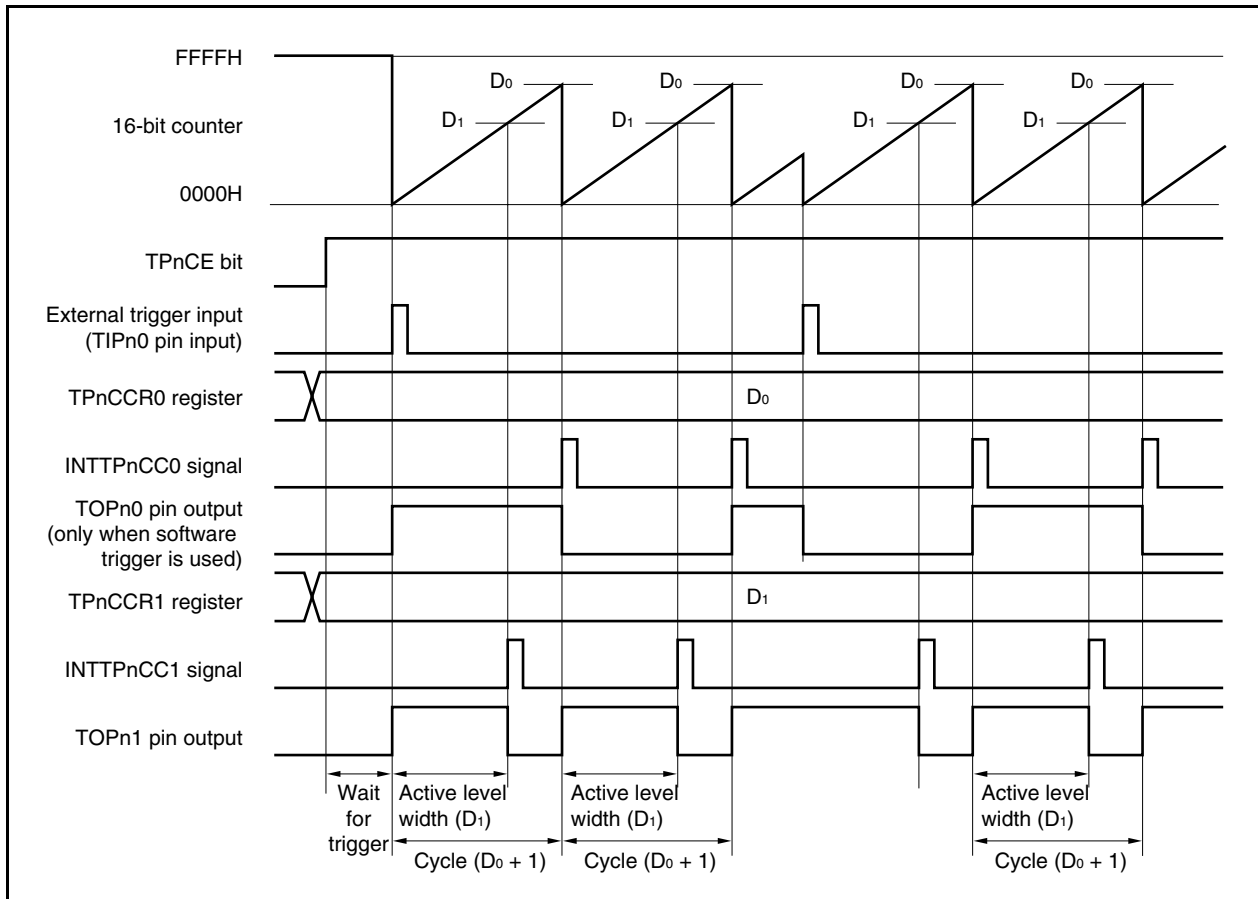 FFFFH
D0 D0 D0 D0
16-bit counter
D1 D1 D1 D1
0000H
TPnCE bit
External trigger input
(TIPn0 pin input)
TPnCCR0 register
D0
INTTPnCC0 signal
TOPn0 pin output
(only when software
trigger is used)
TPnCCR1 register
D1
INTTPnCC1 signal
TOPn1 pin output
Wait
for
trigger
Active level
width (D1)
Active level
width (D1)
Active level
width (D1)
Cycle (D0 + 1)
Cycle (D0 + 1)
Cycle (D0 + 1)